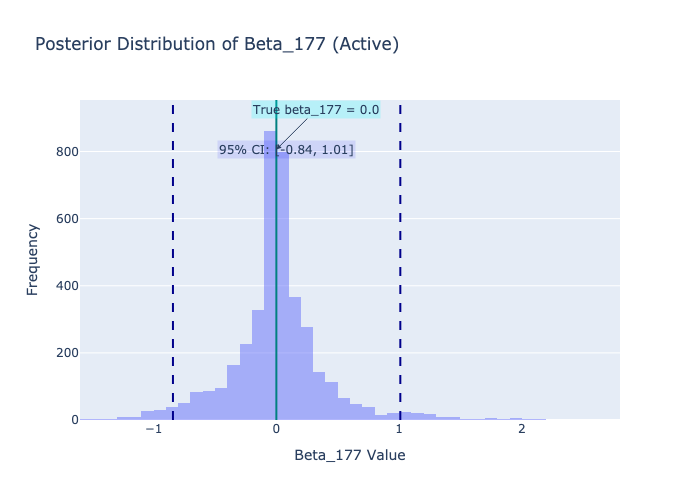 Posterior Distribution of Beta_177 (Active)
True beta_177 = 0.0
95% CI: [-0.84, 1.01]
800
600
400
200
0
Frequency
−1
0
1
2
Beta_177 Value